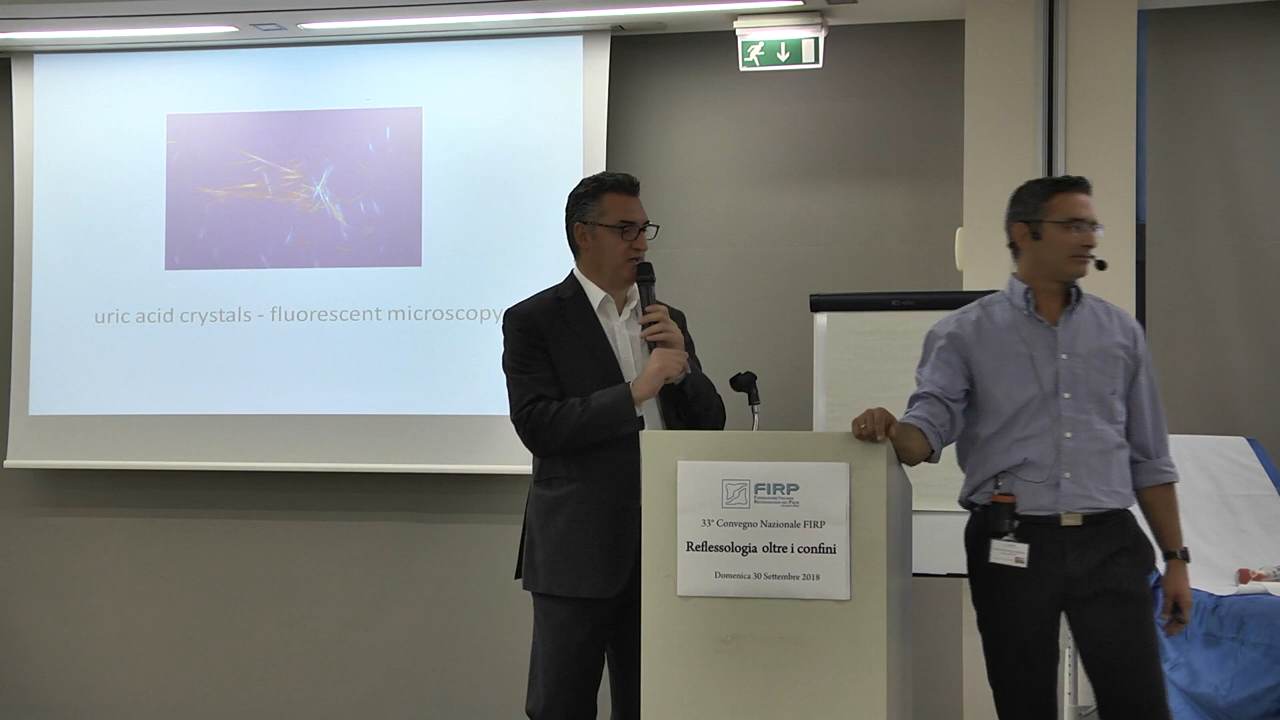 uric acid crystals - fluorescent microscopy
FIRP
33° Convegno Nazionale FIRP
Reflessologia oltre i confini
Domenica 30 Settembre 2018